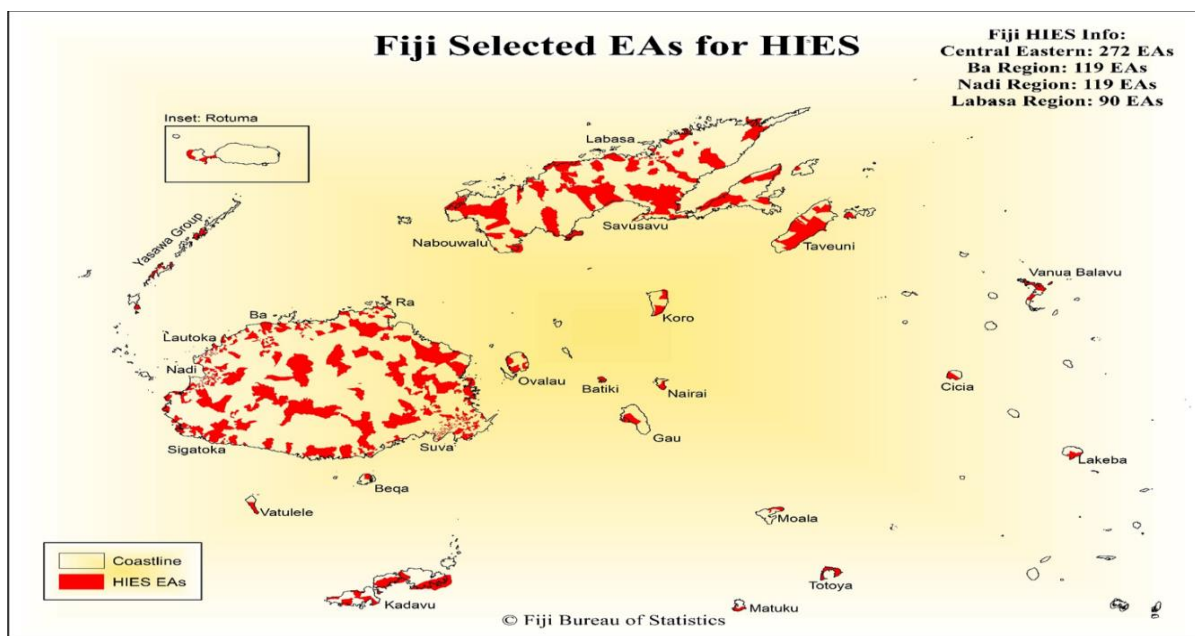 Fiji Selected EAs for HIES
Fiji HIES Info:
Central Eastern: 272 EAs
Ba Region: 119 EAs
Nadi Region: 119 EAs
Labasa Region: 90 EAs
Inset: Rotuma
Labasa
Yasawa Group
Nabouwalu
Savusavu
Taveuni
Vanua Balavu
Ra
Ba
Koro
Lautoka
Nadi
Ovalau
Batiki
Nairai
Cicia
Gau
Sigatoka
Suva
Lakeba
Beqa
Vatulele
Moala
Coastline
HIES EAs
Totoya
Kadavu
Matuku
© Fiji Bureau of Statistics